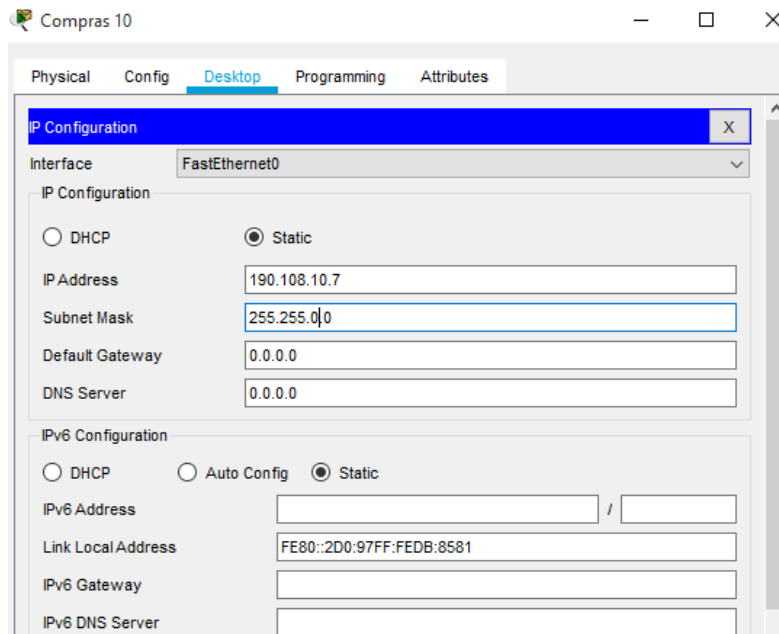 Compras 10
Physical Config Desktop Programming Attributes
IP Configuration X
Interface FastEthernet0
IP Configuration
DHCP Static
IP Address 190.108.10.7
Subnet Mask 255.255.0.0
Default Gateway 0.0.0.0
DNS Server 0.0.0.0
IPv6 Configuration
DHCP Auto Config Static
IPv6 Address /
Link Local Address FE80::2D0:97FF:FEDB:8581
IPv6 Gateway
IPv6 DNS Server